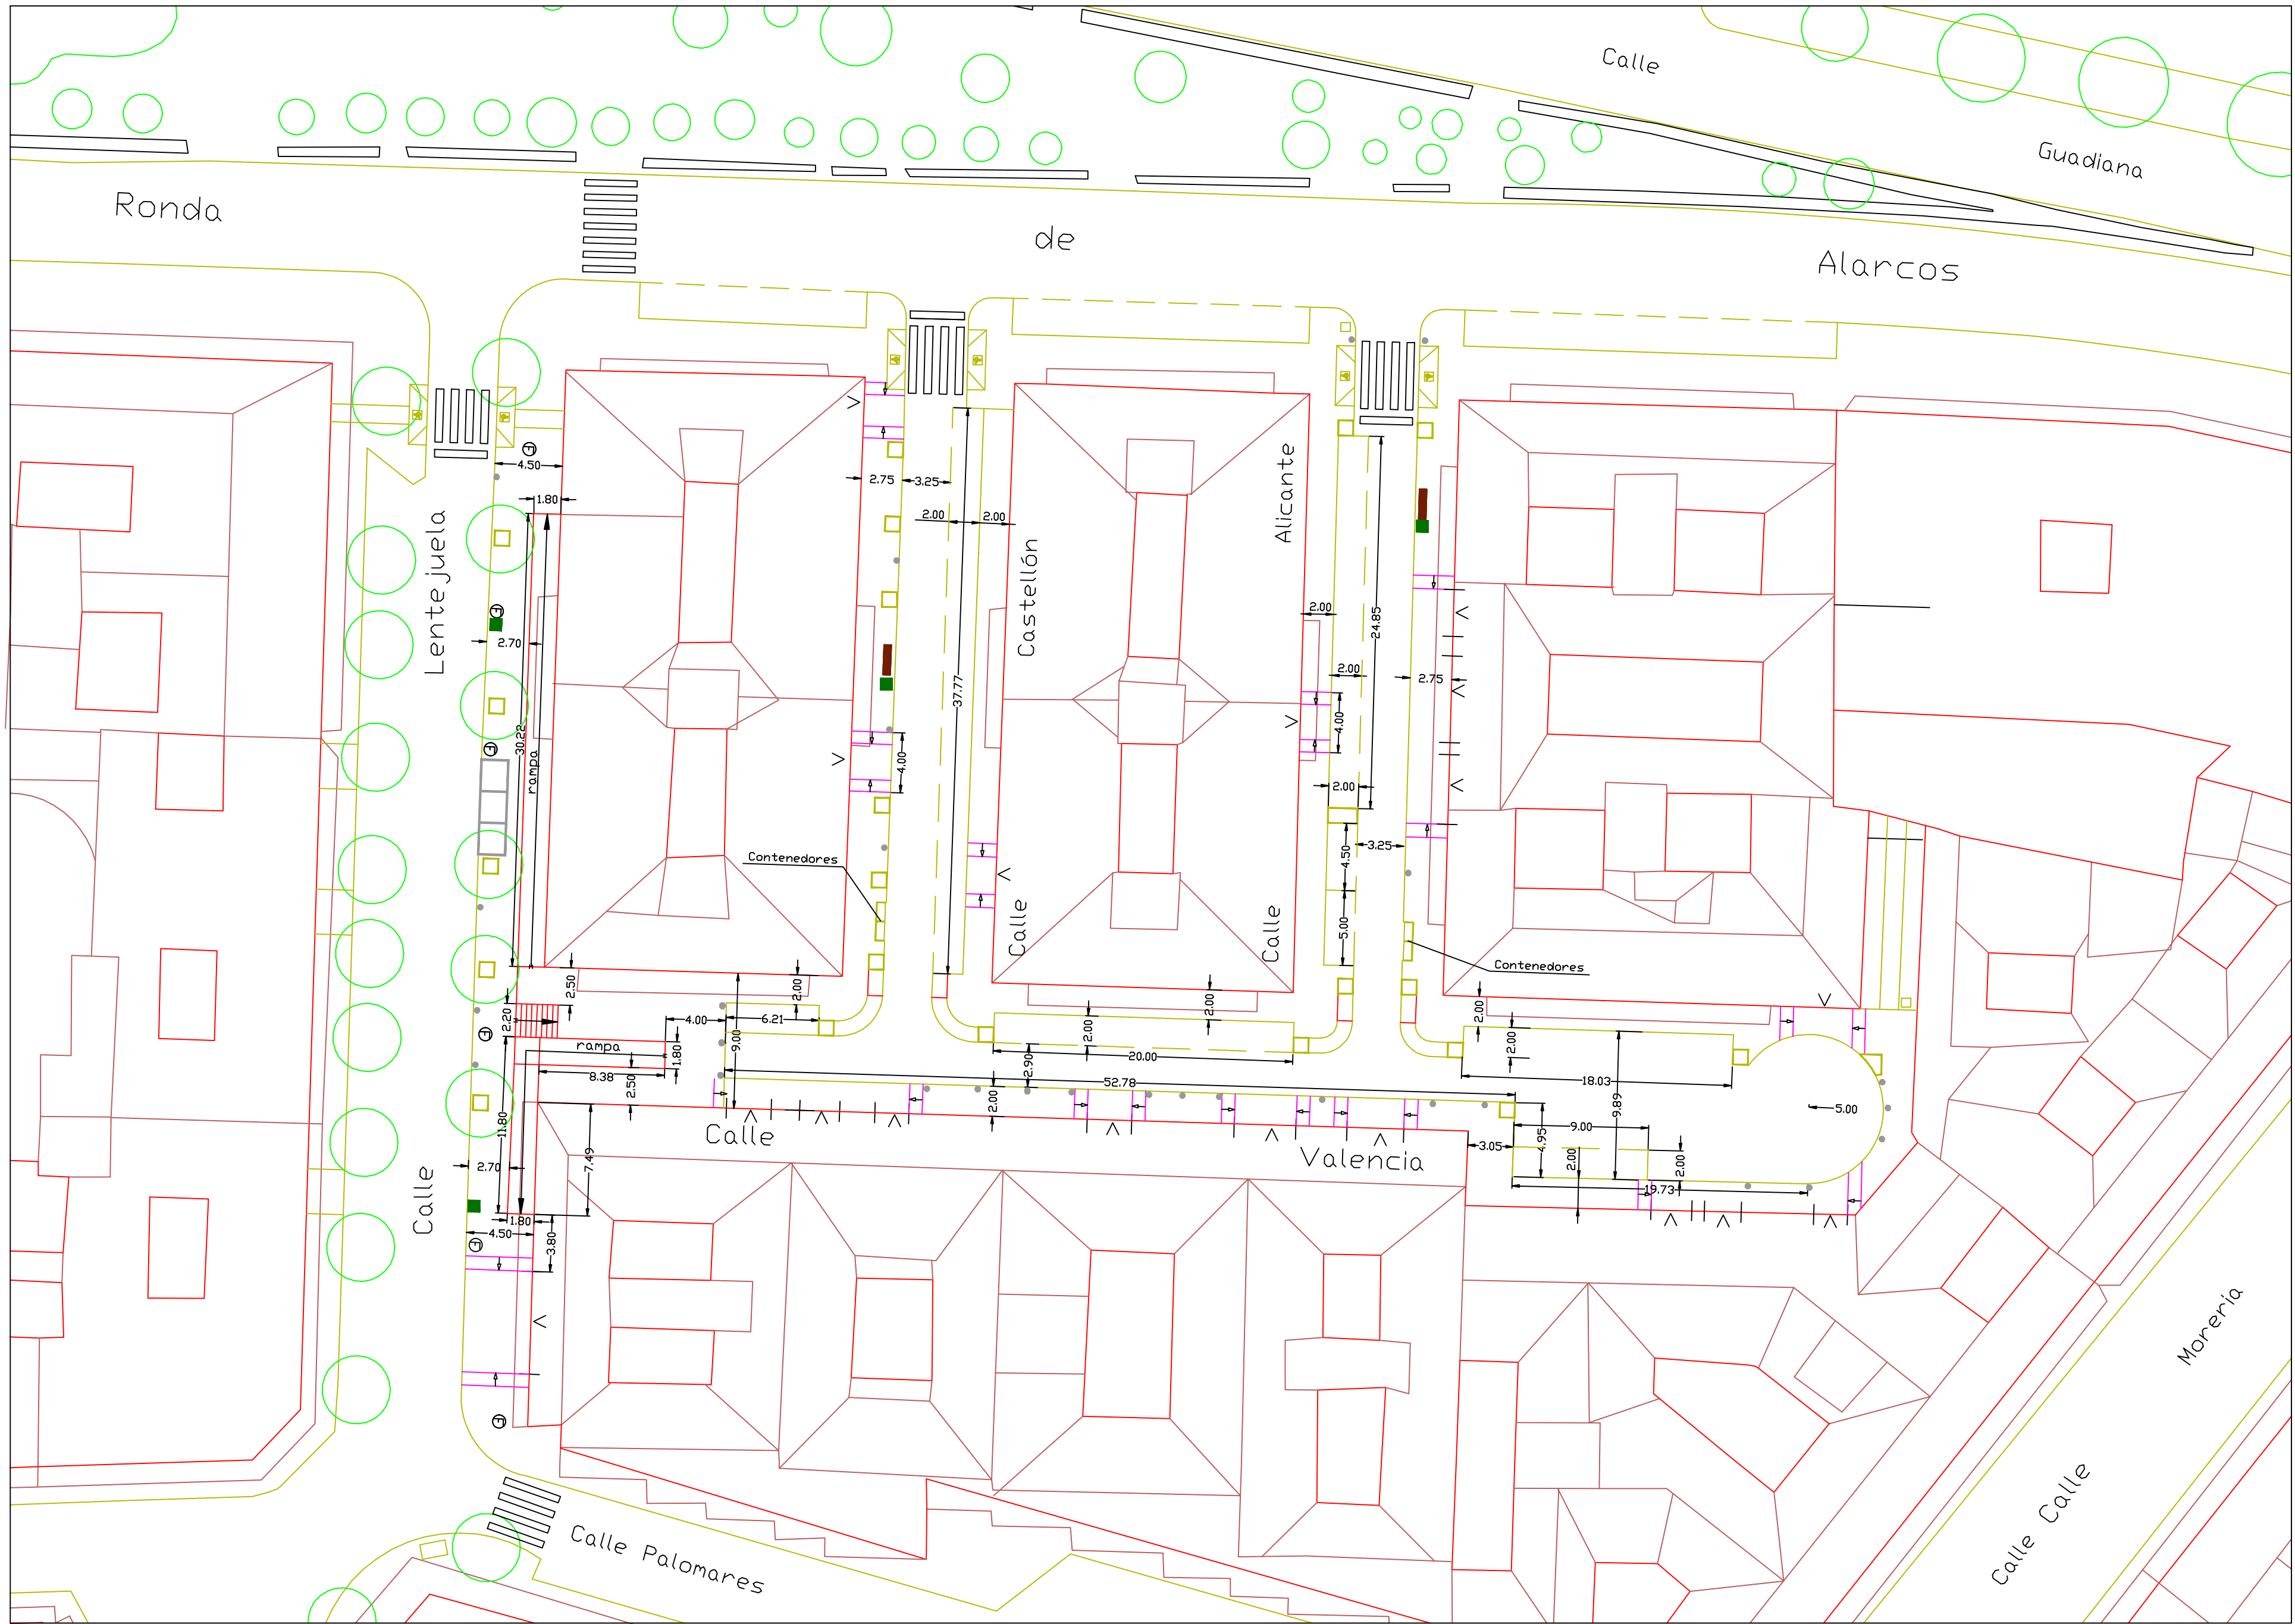 Calle
Guadiana
Ronda
de
Alarcos
4.50
1.80
Lentejuela
2.70
30.22
rampa
2.75
3.25
2.00
2.00
37.77
4.00
Castellón
Calle
Contenedores
Alicante
Calle
2.00
24.85
2.00
4.00
2.00
4.50
3.25
5.00
2.75
Contenedores
2.50
2.00
2.20
4.00
6.21
9.00
rampa
8.38
1.80
2.50
11.80
7.49
2.70
1.80
4.50
3.80
Calle
2.00
2.00
2.90
20.00
52.78
2.00
Calle
Valencia
2.00
2.00
18.03
9.89
5.00
9.00
4.95
3.05
2.00
2.00
19.73
Moreria
Calle
Calle
Calle Palomares
F
F
F
F
F
F